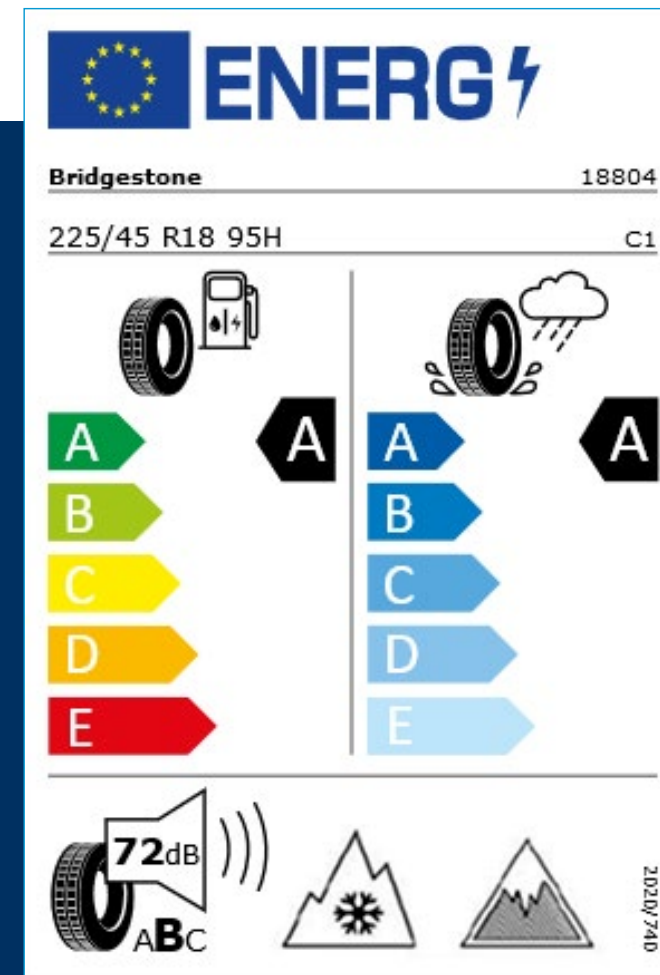 ENERG
Bridgestone 18804
225/45 R18 95H C1
A A A A
B B
C C
D D
E E
72dB
ABC
2020/740